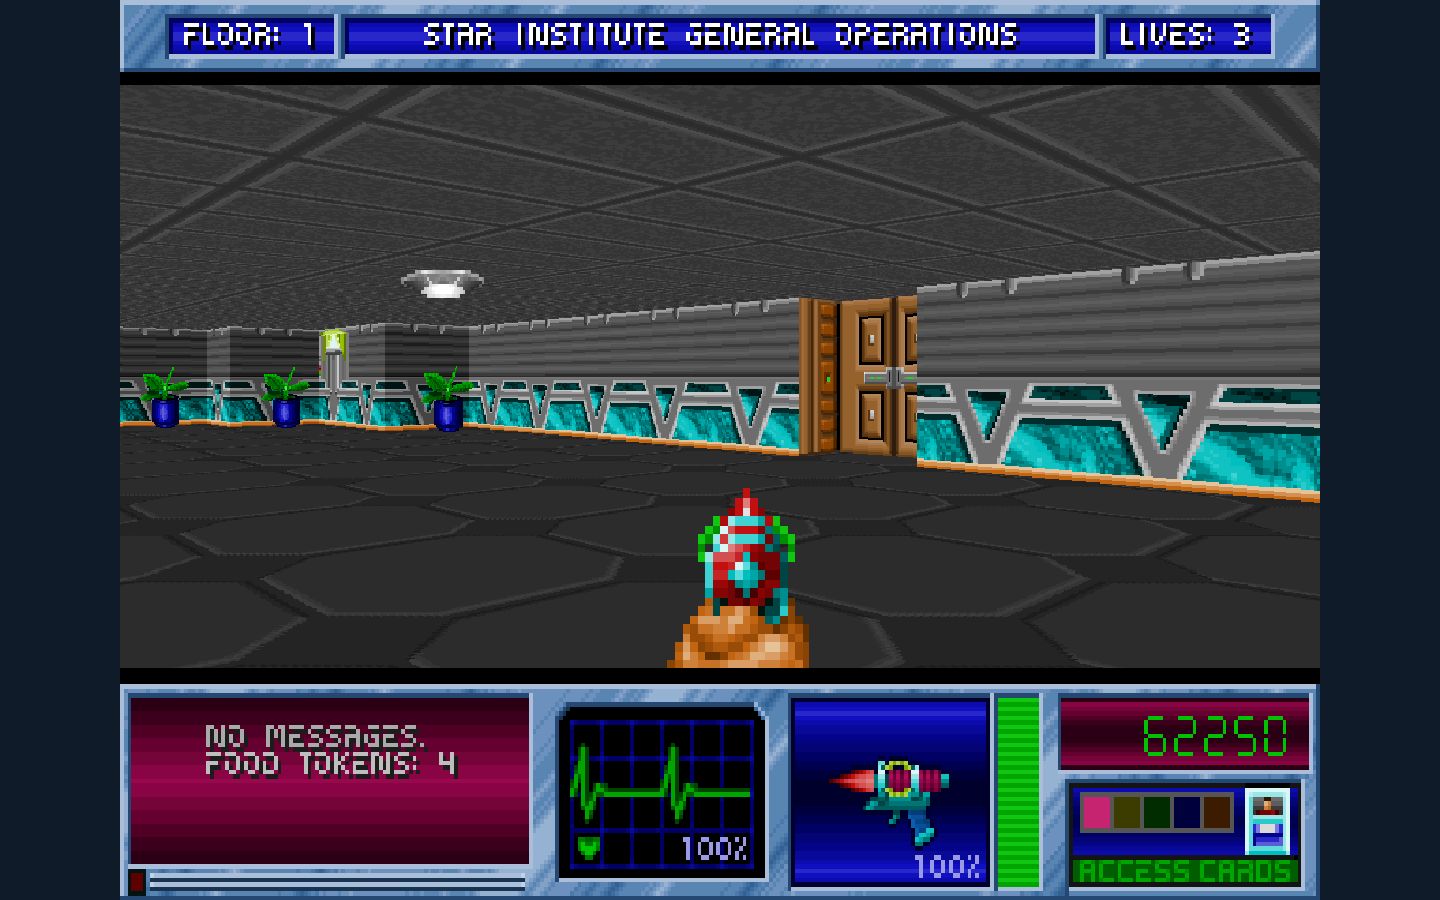 FLOOR: 1
STAR INSTITUTE GENERAL OPERATIONS
LIVES: 3
NO MESSAGES.
FOOD TOKENS: 4
100%
100%
62250
ACCESS CARDS